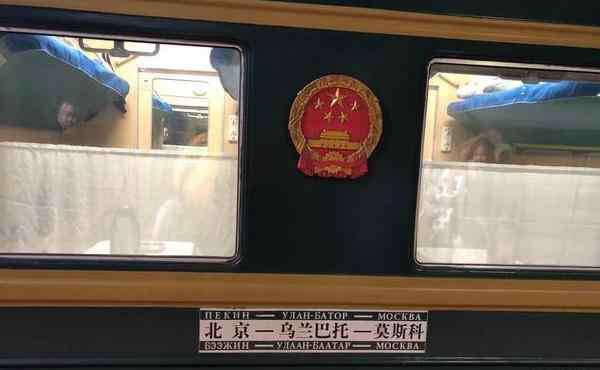 ПЕКИН — УЛАН-БАТОР — МОСКВА
北京—乌兰巴托—莫斯科
БЭЭЖИН — УЛААН-БААТАР — МОСКВА